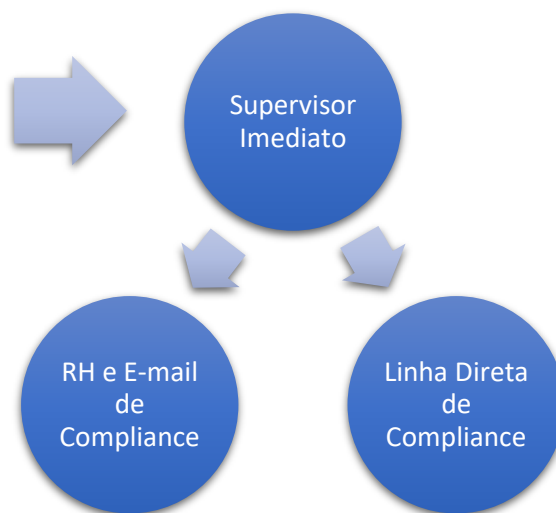 Supervisor
Imediato
RH e E-mail
de
Compliance
Linha Direta
de
Compliance